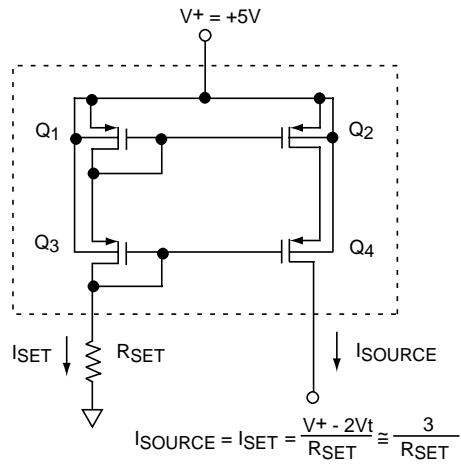 V+ = +5V
Q1
Q2
Q3
Q4
ISET
RSET
ISOURCE
ISOURCE = ISET = V+ - 2Vt / RSET ≅ 3 / RSET